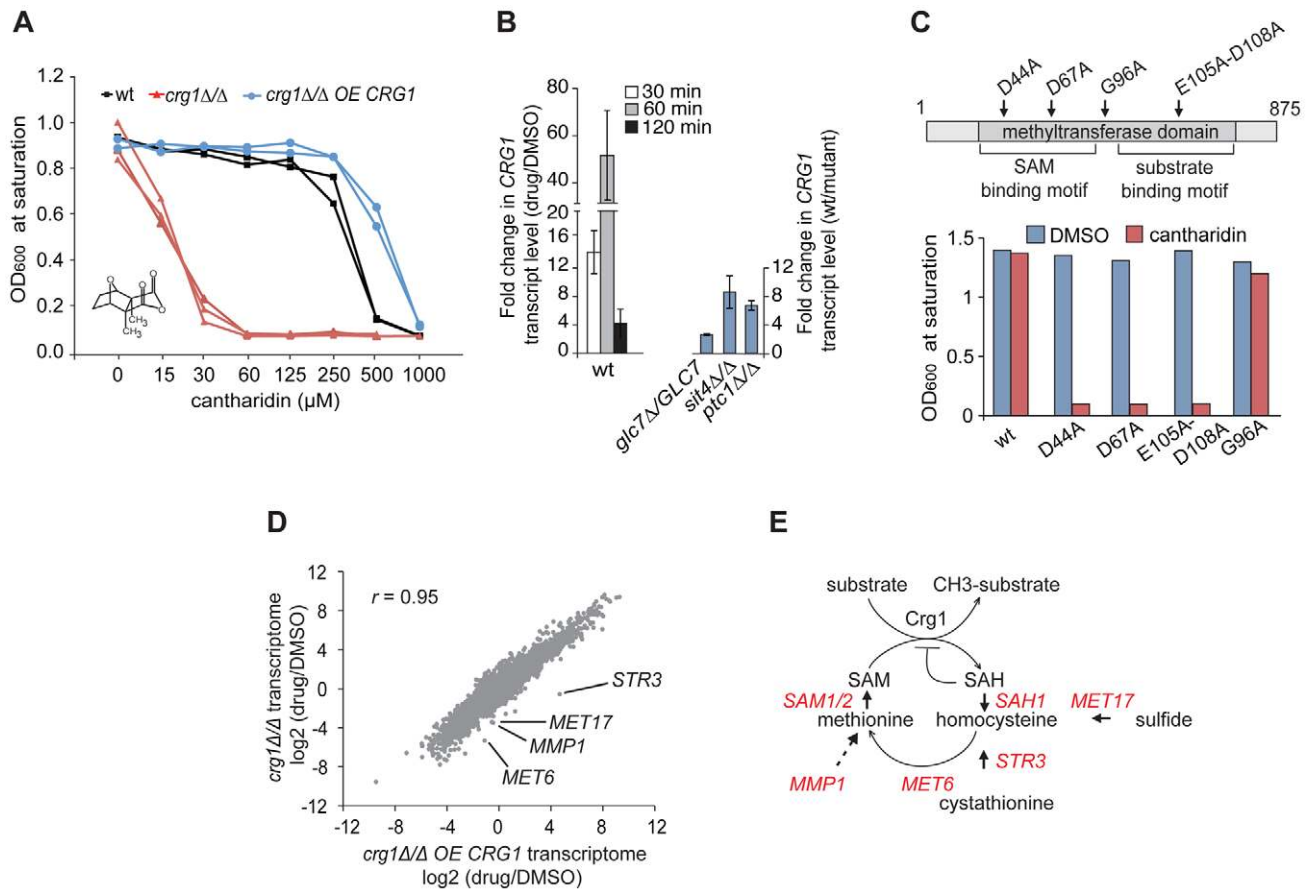 A
wt
crg1Δ/Δ
crg1Δ/Δ OE CRG1
OD600 at saturation
1.0
0.8
0.6
0.4
0.2
0.0
O
O
O
O
CH3
CH3
0 15 30 60 125 250 500 1000
cantharidin (µM)
B
30 min
60 min
120 min
Fold change in CRG1
transcript level (drug/DMSO)
80
60
40
20
16
12
8
4
0
wt
glc7Δ/GLC7
sit4Δ/Δ
ptc1Δ/Δ
12
8
4
0
Fold change in CRG1
transcript level (wt/mutant)
C
D44A
D67A
G96A
E105A-D108A
1
875
methyltransferase domain
SAM
binding motif
substrate
binding motif
DMSO
cantharidin
OD600 at saturation
1.5
1
0
wt
D44A
D67A
E105A-
D108A
G96A
D
r = 0.95
crg1Δ/Δ transcriptome
log2 (drug/DMSO)
12
8
4
0
-4
-8
-12
STR3
MET17
MMP1
MET6
-12 -8 -4 0 4 8 12
crg1Δ/Δ OE CRG1 transcriptome
log2 (drug/DMSO)
E
substrate CH3-substrate
Crg1
SAM SAH
SAM1/2 SAH1 MET17
methionine homocysteine sulfide
STR3
MMP1 MET6
cystathionine